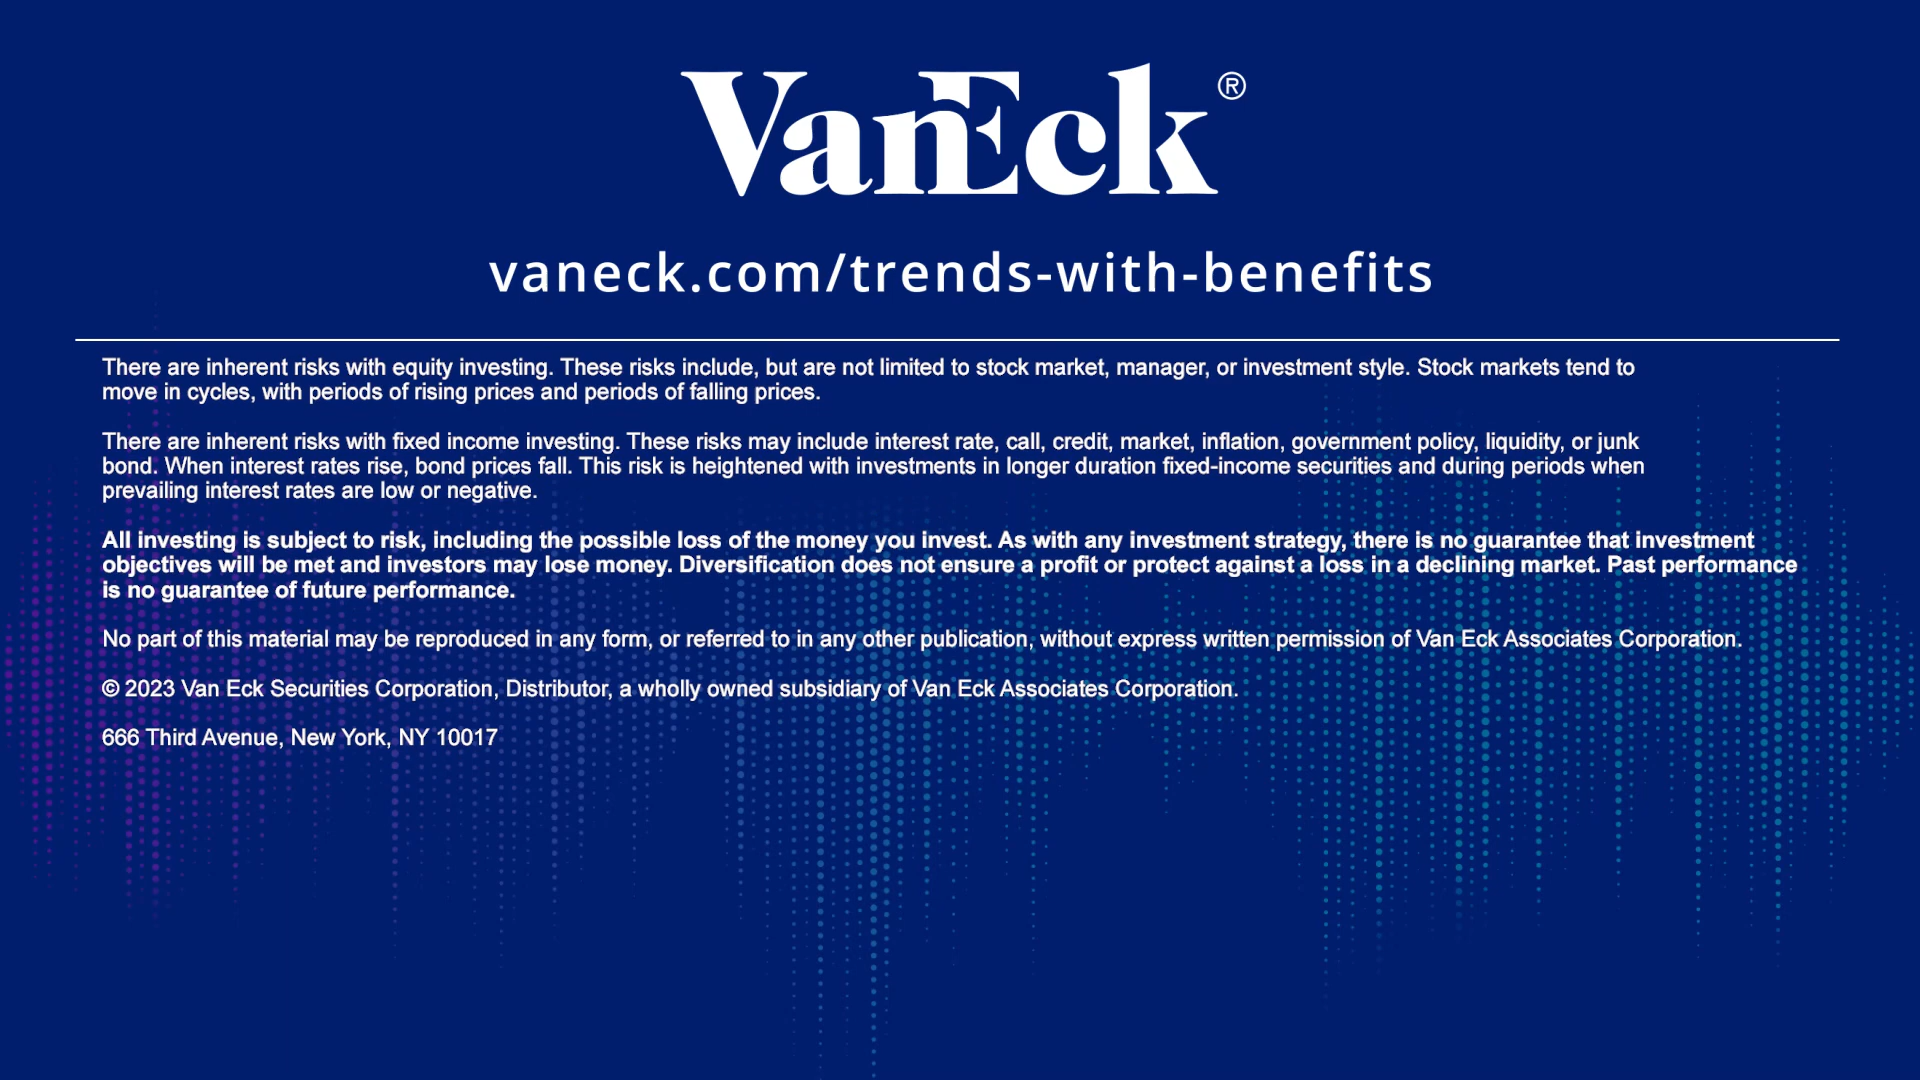 VanEck®
vaneck.com/trends-with-benefits
There are inherent risks with equity investing. These risks include, but are not limited to stock market, manager, or investment style. Stock markets tend to
move in cycles, with periods of rising prices and periods of falling prices.
There are inherent risks with fixed income investing. These risks may include interest rate, call, credit, market, inflation, government policy, liquidity, or junk
bond. When interest rates rise, bond prices fall. This risk is heightened with investments in longer duration fixed-income securities and during periods when
prevailing interest rates are low or negative.
All investing is subject to risk, including the possible loss of the money you invest. As with any investment strategy, there is no guarantee that investment
objectives will be met and investors may lose money. Diversification does not ensure a profit or protect against a loss in a declining market. Past performance
is no guarantee of future performance.
No part of this material may be reproduced in any form, or referred to in any other publication, without express written permission of Van Eck Associates Corporation.
© 2023 Van Eck Securities Corporation, Distributor, a wholly owned subsidiary of Van Eck Associates Corporation.
666 Third Avenue, New York, NY 10017